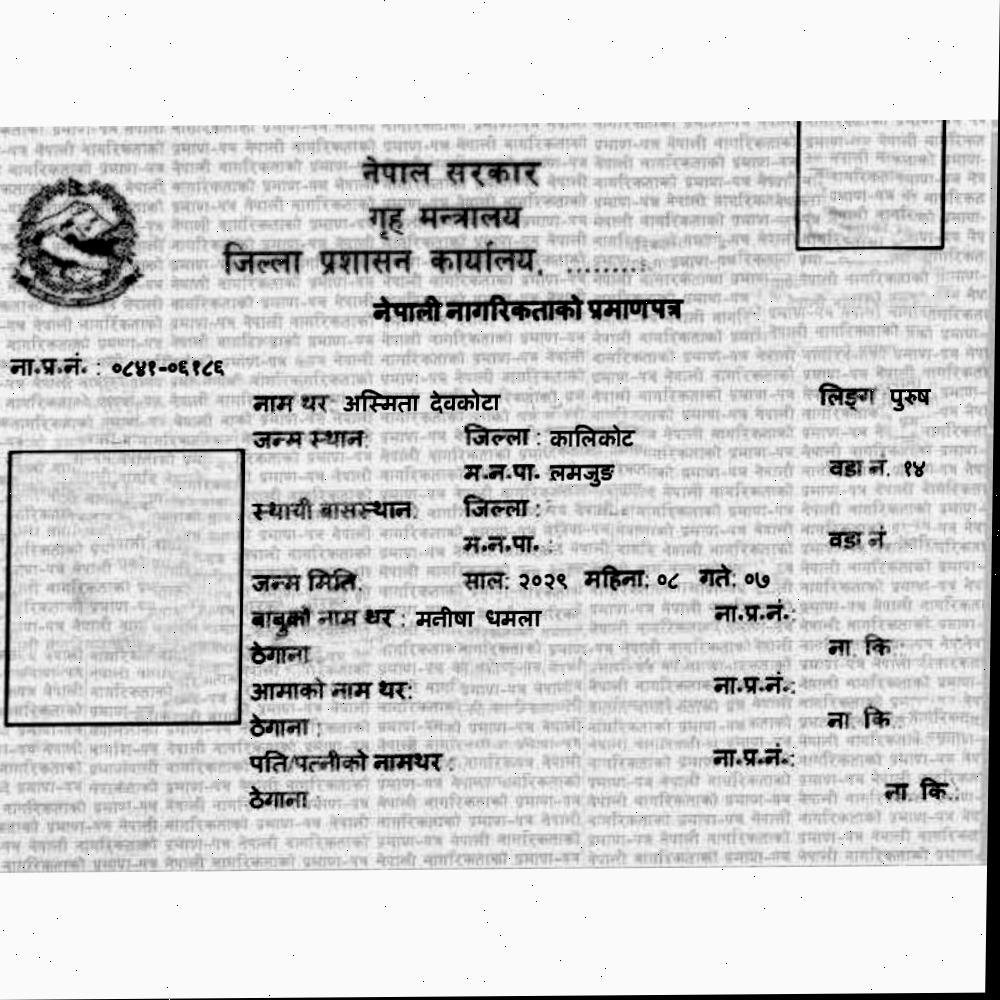 नेपाल सरकार
गृह मन्त्रालय
जिल्ला प्रशासन कार्यालय, .........
नेपाली नागरिकताको प्रमाणपत्र
ना.प्र.नं. : ०८४१-०६१८६
नाम थर अस्मिता देवकोटा लिङ्ग पुरुष
जन्म स्थान: जिल्ला : कालिकोट
म.न.पा. लमजुङ वडा नं. १४
स्थायी बासस्थान: जिल्ला :
म.न.पा. : वडा नं
जन्म मिति: साल: २०२९ महिना: ०८ गते: ०७
बाबुको नाम थर : मनीषा धमला ना.प्र.नं.:
ठेगाना ना. कि.:
आमाको नाम थर: ना.प्र.नं.:
ठेगाना : ना. कि.:
पति/पत्नीको नामथर : ना.प्र.नं.:
ठेगाना : ना. कि.: